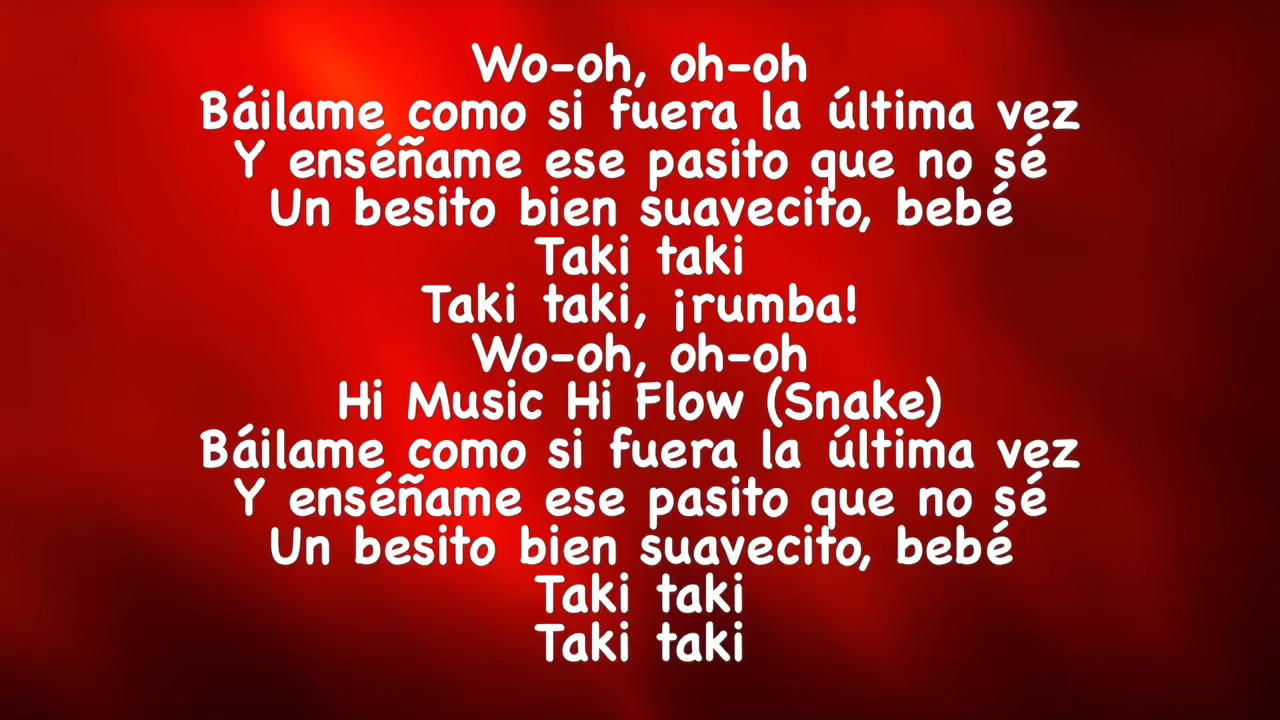 Wo-oh, oh-oh
Báilame como si fuera la última vez
Y enséñame ese pasito que no sé
Un besito bien suavecito, bebé
Taki taki
Taki taki, ¡rumba!
Wo-oh, oh-oh
Hi Music Hi Flow (Snake)
Báilame como si fuera la última vez
Y enséñame ese pasito que no sé
Un besito bien suavecito, bebé
Taki taki
Taki taki